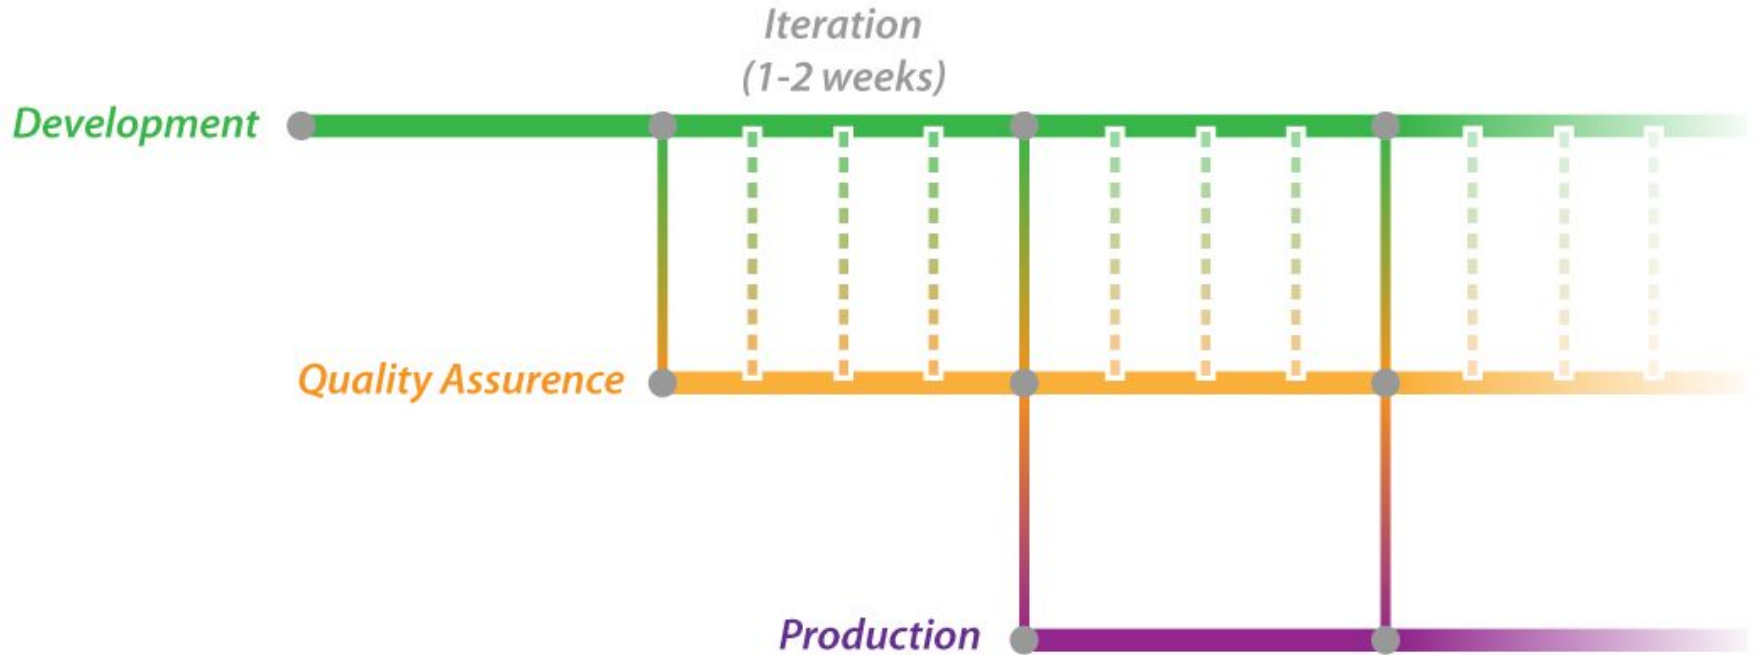 Iteration
(1-2 weeks)
Development
Quality Assurence
Production